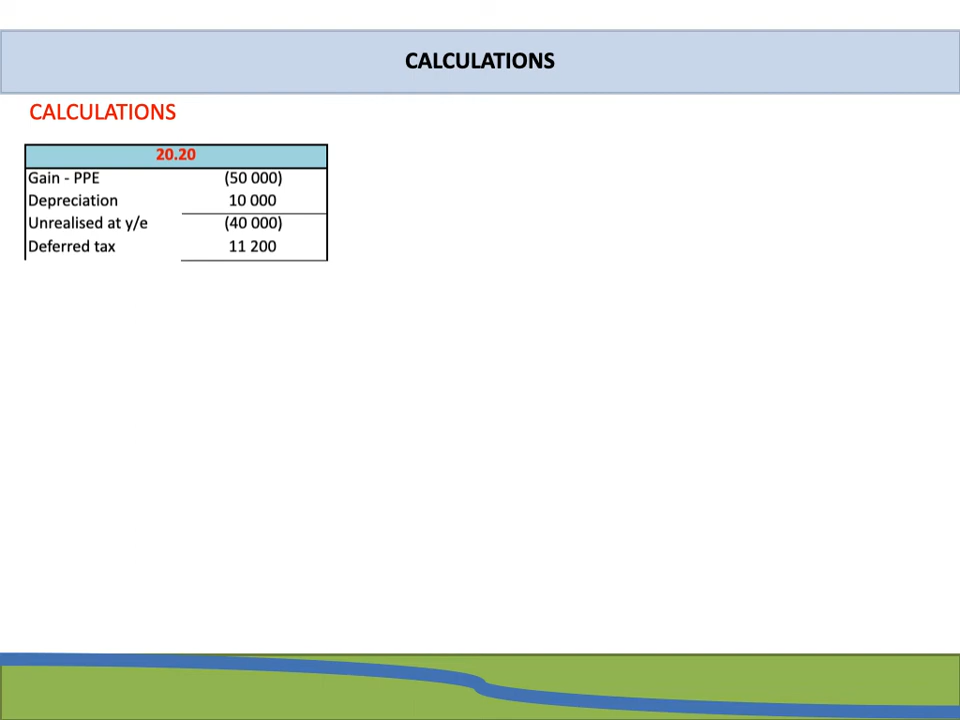 CALCULATIONS
CALCULATIONS
20.20
Gain - PPE (50 000)
Depreciation 10 000
Unrealised at y/e (40 000)
Deferred tax 11 200